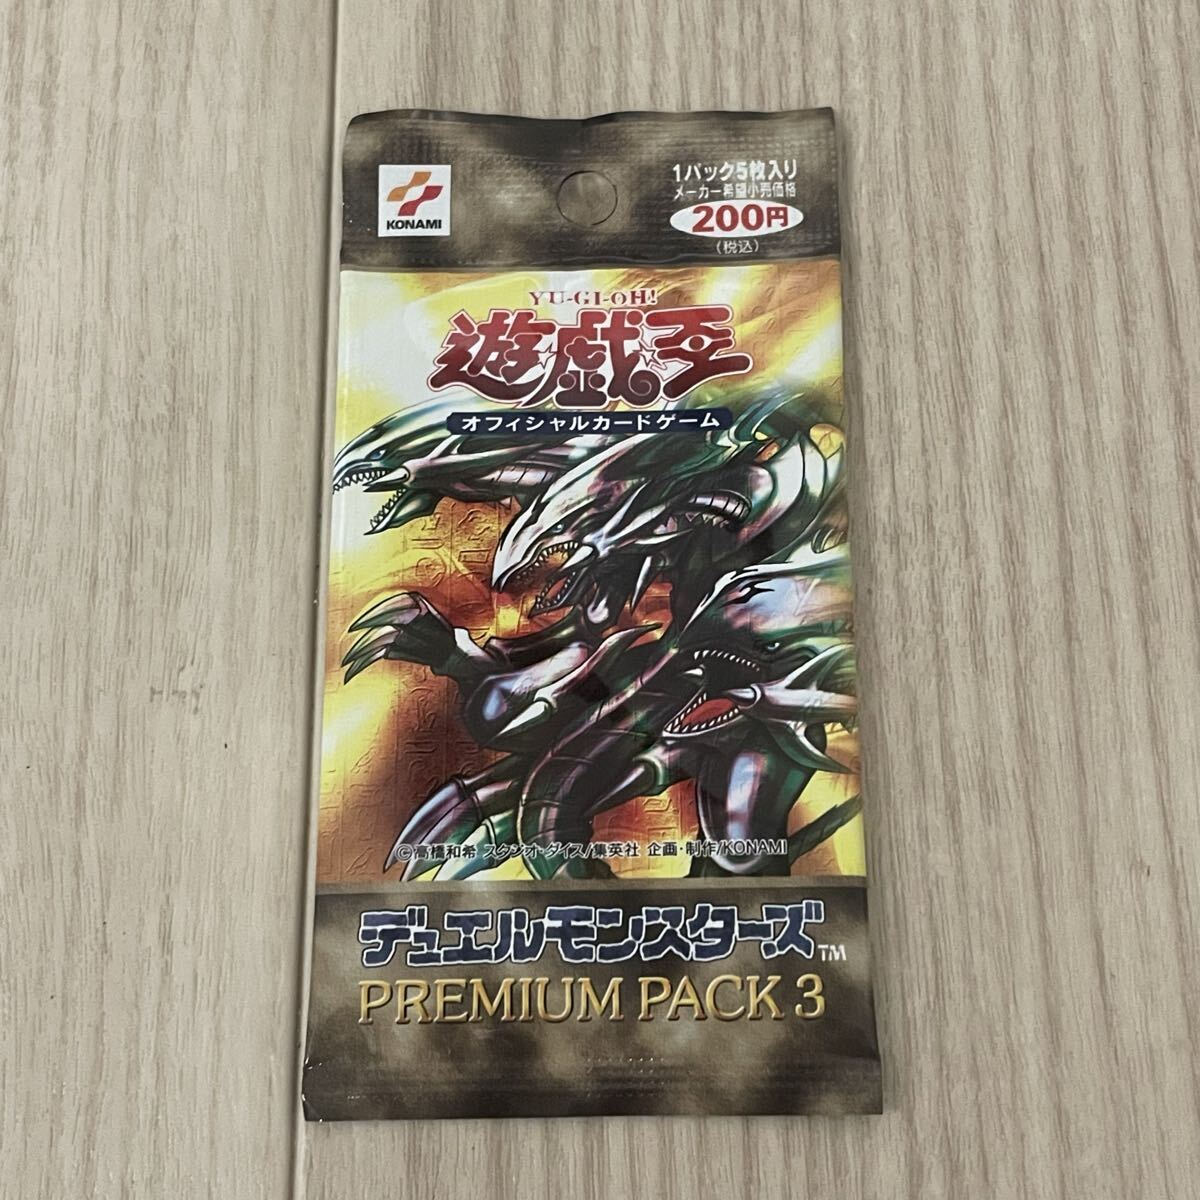 KONAMI
1パック5枚入り
メーカー希望小売価格
200円
(税込)
YU-GI-OH!
遊戯王
オフィシャルカードゲーム
©高橋和希 スタジオ・ダイス/集英社 企画・制作/KONAMI
デュエルモンスターズ™
PREMIUM PACK 3